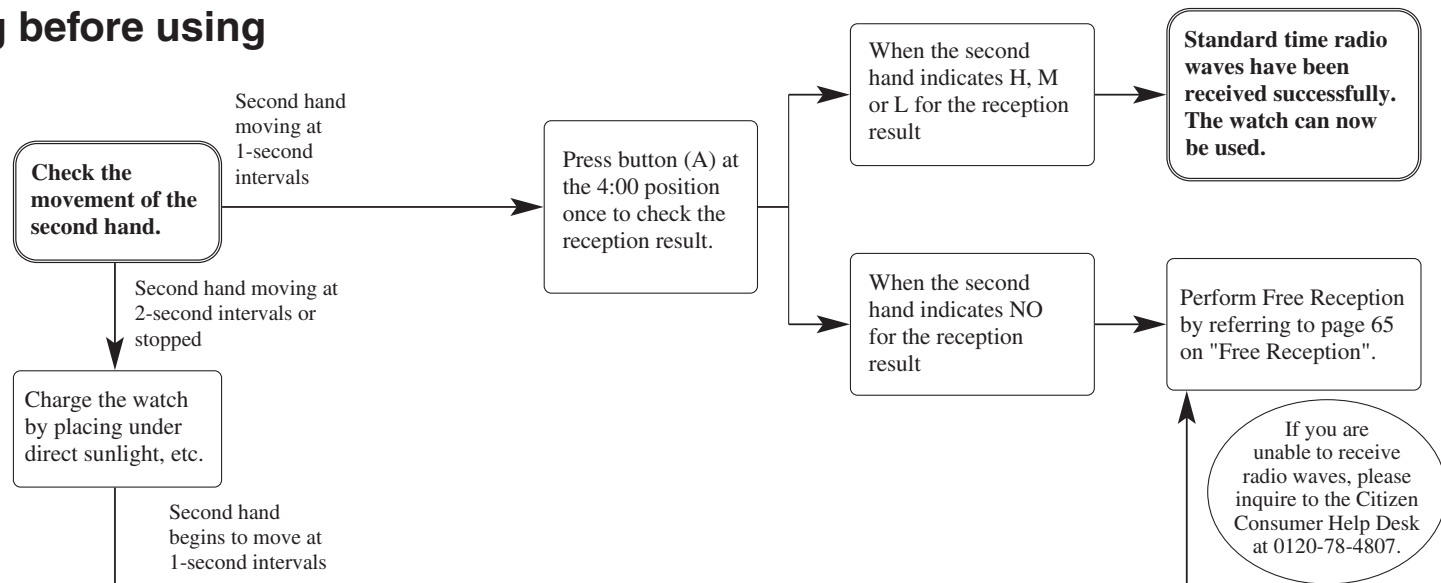 g before using
Check the
movement of the
second hand.
Second hand
moving at
1-second
intervals
Press button (A) at
the 4:00 position
once to check the
reception result.
When the second
hand indicates H, M
or L for the reception
result
Standard time radio
waves have been
received successfully.
The watch can now
be used.
When the second
hand indicates NO
for the reception
result
Perform Free Reception
by referring to page 65
on "Free Reception".
Second hand moving at
2-second intervals or
stopped
Charge the watch
by placing under
direct sunlight, etc.
Second hand
begins to move at
1-second intervals
If you are
unable to receive
radio waves, please
inquire to the Citizen
Consumer Help Desk
at 0120-78-4807.